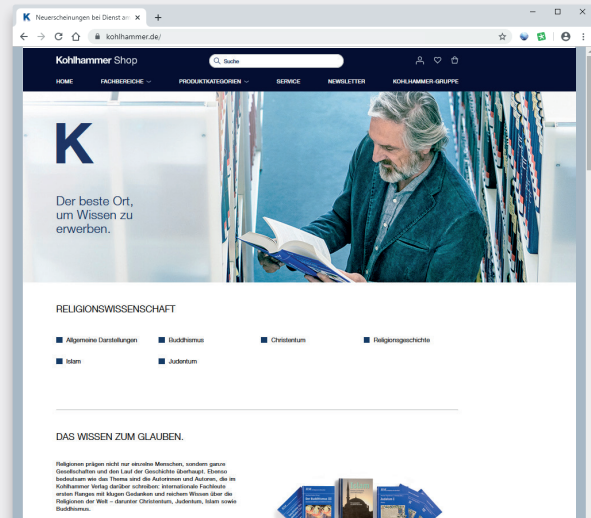 K Neuerscheinungen bei Dienst am
kohlhammer.de/
Kohlhammer Shop
Suche
HOME
FACHBEREICHE
PRODUKTKATEGORIEN
SERVICE
NEWSLETTER
KOHLHAMMER-GRUPPE
K
Der beste Ort,
um Wissen zu
erwerben.
RELIGIONSWISSENSCHAFT
Allgemeine Darstellungen
Buddhismus
Christentum
Religionsgeschichte
Islam
Judentum
DAS WISSEN ZUM GLAUBEN.
Religionen prägen nicht nur einzelne Menschen, sondern ganze
Gesellschaften und den Lauf der Geschichte überhaupt. Ebenso
bedeutsam wie das Thema sind die Autorinnen und Autoren, die im
Kohlhammer Verlag darüber schreiben: internationale Fachleute
ersten Ranges mit klugen Gedanken und reichem Wissen über die
Religionen der Welt – darunter Christentum, Judentum, Islam sowie
Buddhismus.